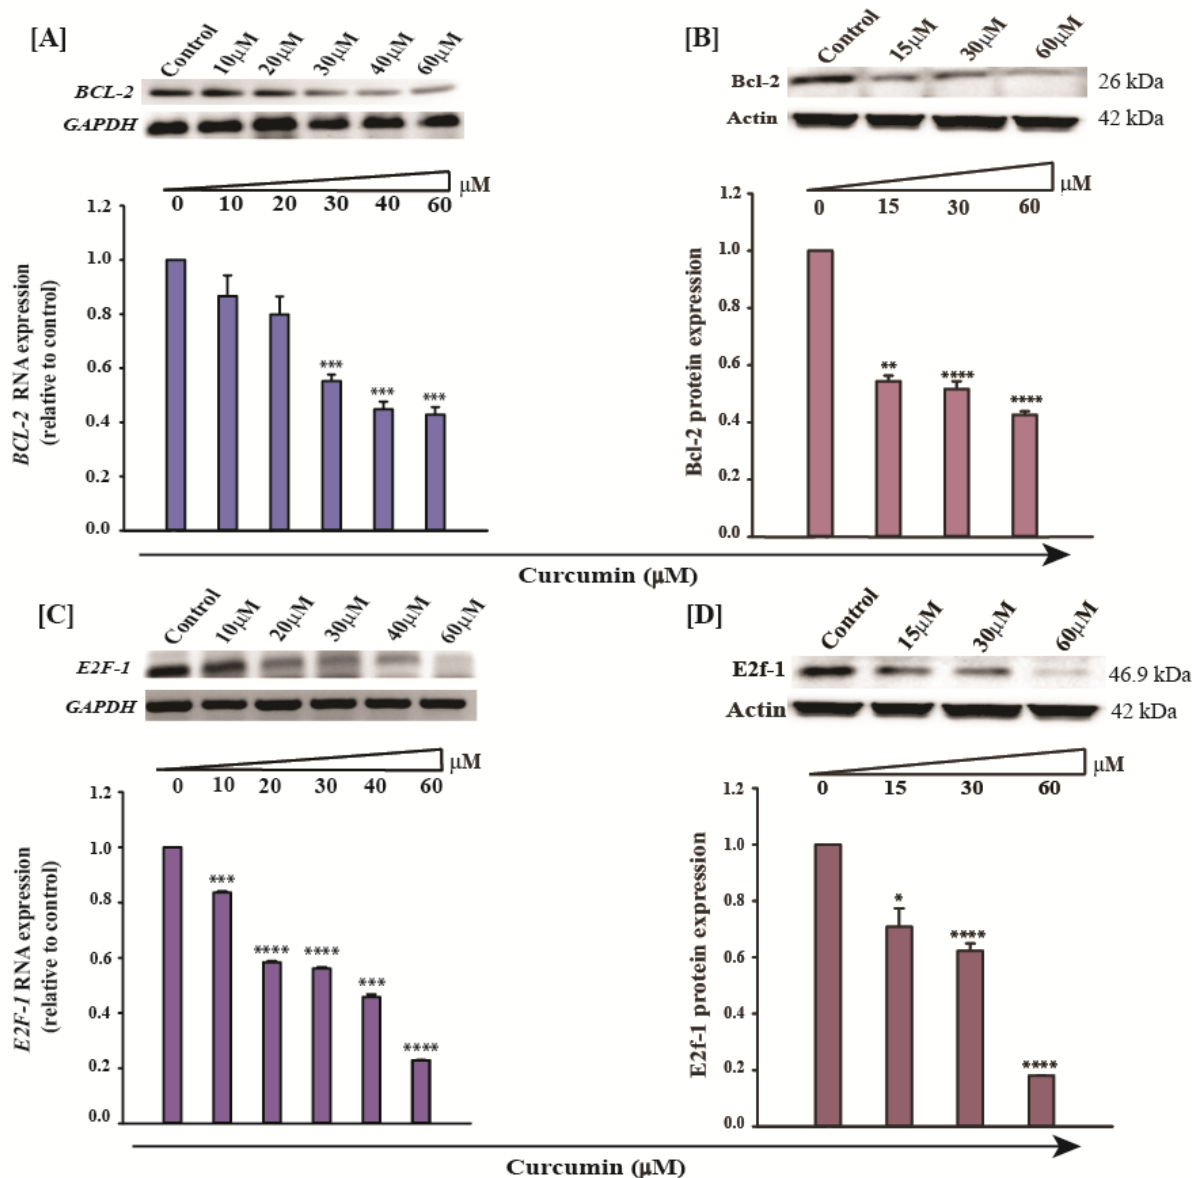 [A]
Control 10µM 20µM 30µM 40µM 60µM
BCL-2
GAPDH
µM
0 10 20 30 40 60
1.2
1.0
0.8
0.6
0.4
0.2
0.0
BCL-2 RNA expression
(relative to control)
***
***
***
[B]
Control 15µM 30µM 60µM
Bcl-2 26 kDa
Actin 42 kDa
µM
0 15 30 60
1.2
1.0
0.8
0.6
0.4
0.2
0.0
Bcl-2 protein expression
**
****
****
Curcumin (µM)
[C]
Control 10µM 20µM 30µM 40µM 60µM
E2F-1
GAPDH
µM
0 10 20 30 40 60
1.2
1.0
0.8
0.6
0.4
0.2
0.0
E2F-1 RNA expression
(relative to control)
***
****
****
***
****
[D]
Control 15µM 30µM 60µM
E2f-1 46.9 kDa
Actin 42 kDa
µM
0 15 30 60
1.2
1.0
0.8
0.6
0.4
0.2
0.0
E2f-1 protein expression
*
****
****
Curcumin (µM)